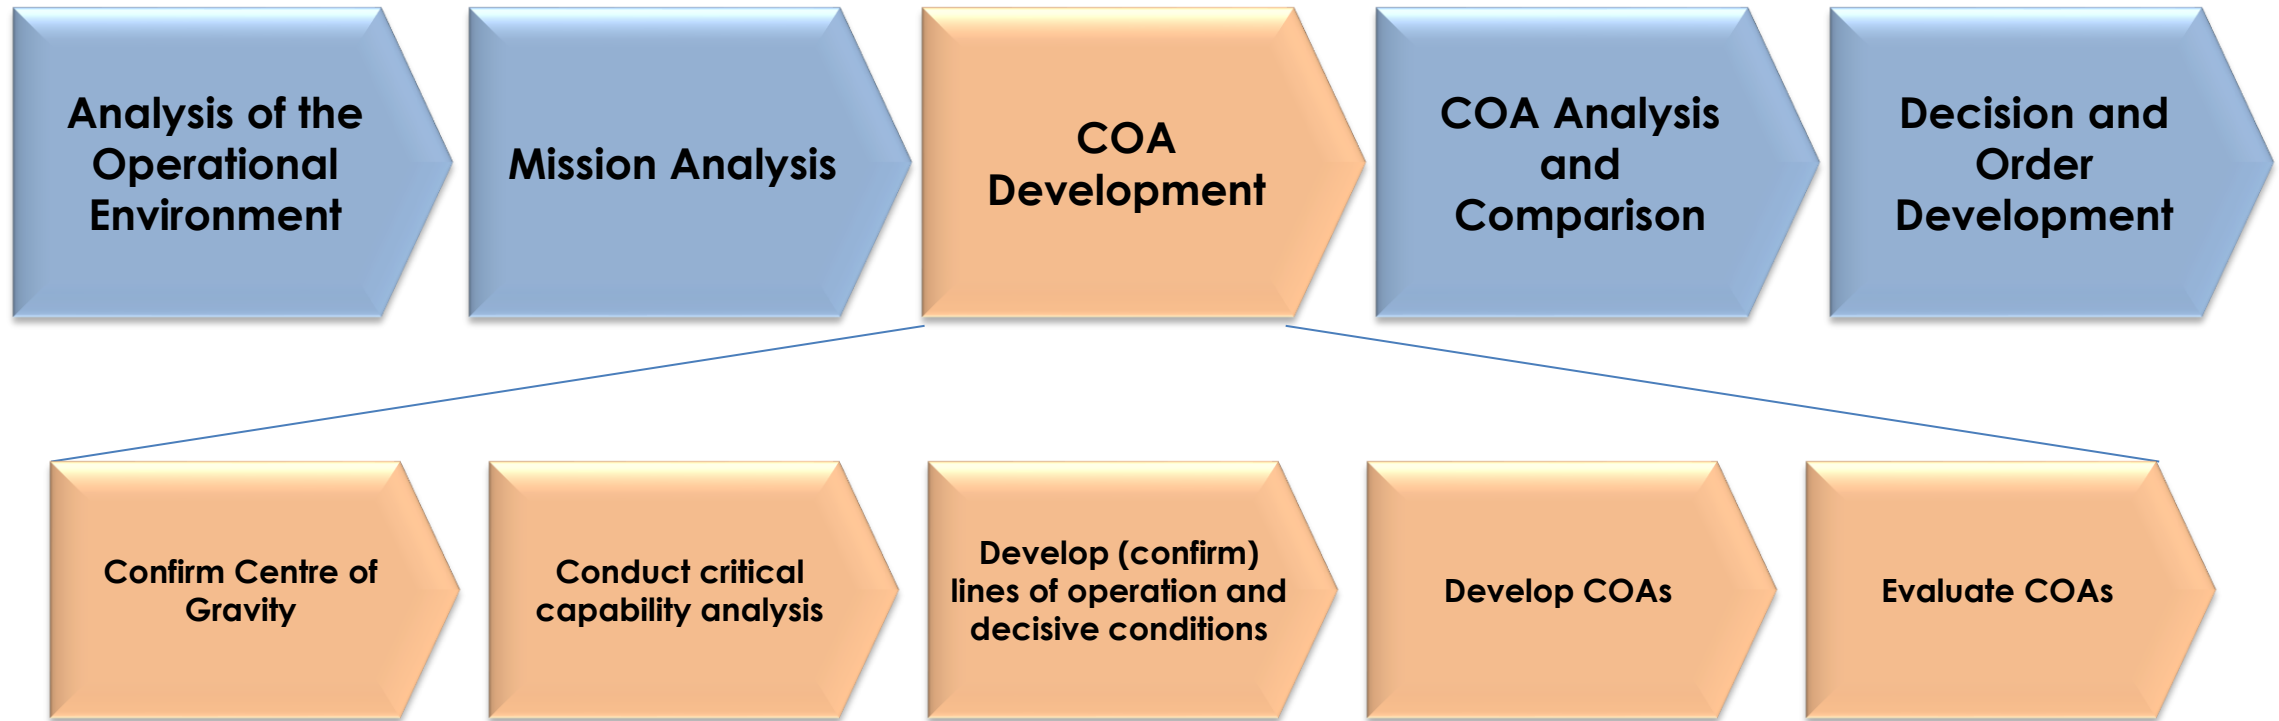 Analysis of the
Operational
Environment
Mission Analysis
COA
Development
COA Analysis
and
Comparison
Decision and
Order
Development
Confirm Centre of
Gravity
Conduct critical
capability analysis
Develop (confirm)
lines of operation and
decisive conditions
Develop COAs
Evaluate COAs